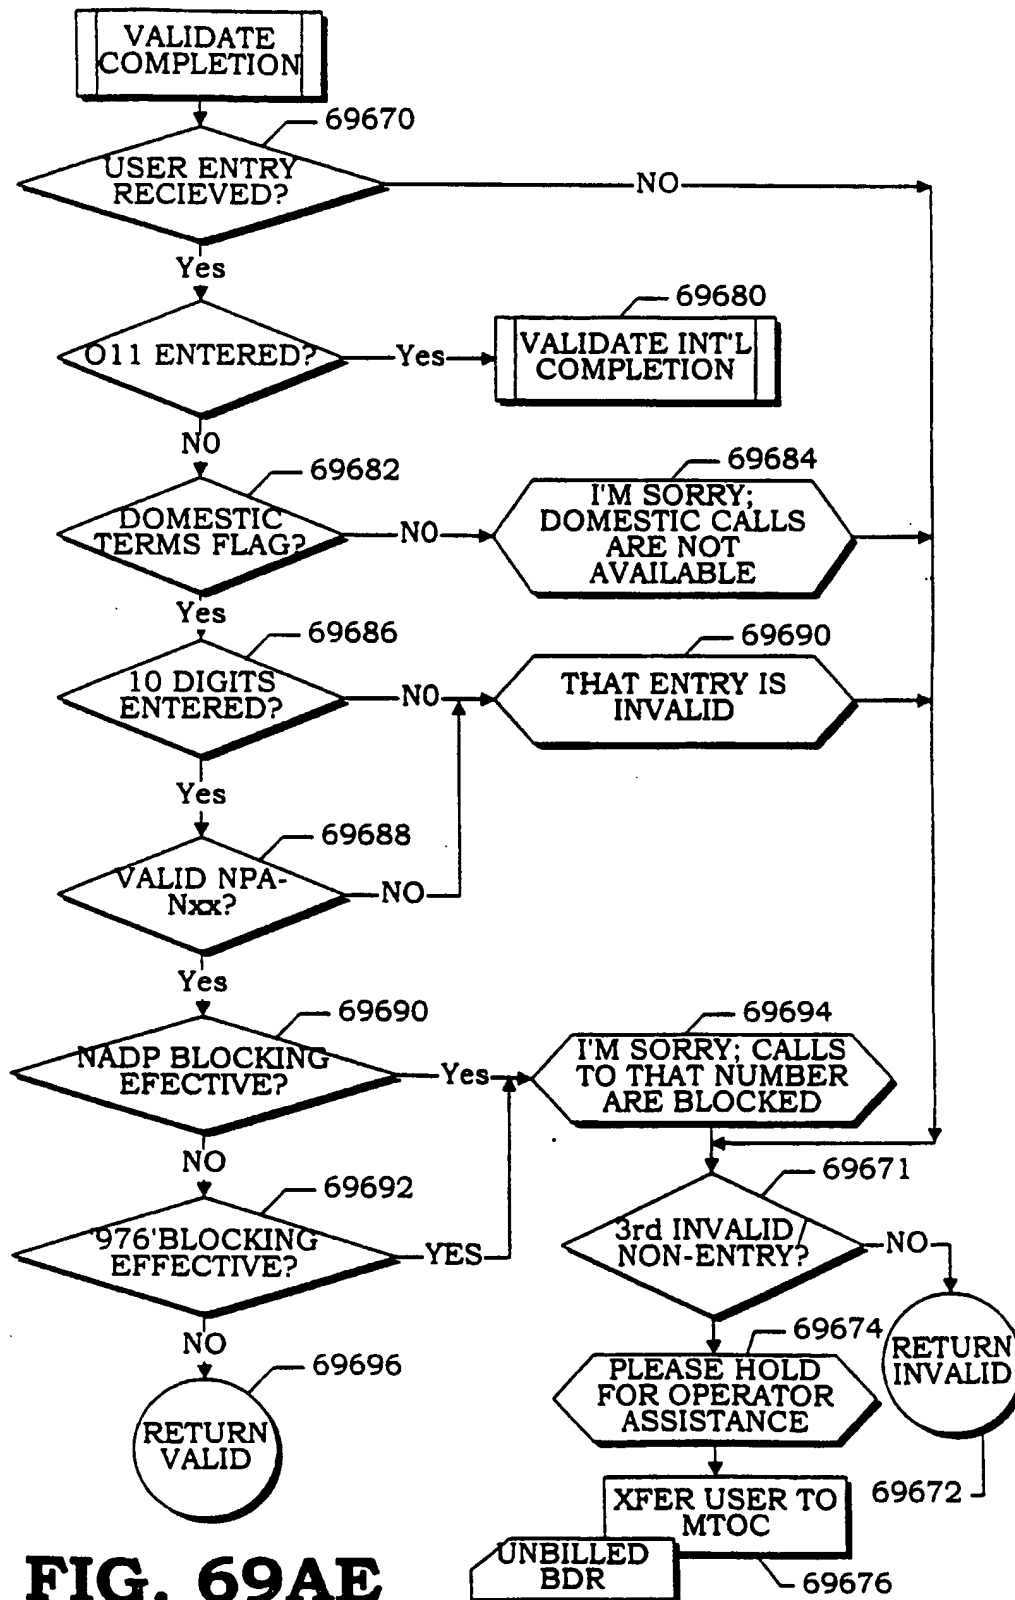 VALIDATE
COMPLETION
69670
USER ENTRY
RECIEVED?
NO
Yes
69680
O11 ENTERED?
Yes
VALIDATE INT'L
COMPLETION
NO
69682
69684
DOMESTIC
TERMS FLAG?
NO
I'M SORRY;
DOMESTIC CALLS
ARE NOT
AVAILABLE
Yes
69686
69690
10 DIGITS
ENTERED?
NO
THAT ENTRY IS
INVALID
Yes
69688
VALID NPA-
Nxx?
NO
Yes
69690
69694
NADP BLOCKING
EFECTIVE?
Yes
I'M SORRY; CALLS
TO THAT NUMBER
ARE BLOCKED
NO
69671
69692
3rd INVALID
NON-ENTRY?
NO
'976'BLOCKING
EFFECTIVE?
YES
NO
69674
RETURN
INVALID
69696
PLEASE HOLD
FOR OPERATOR
ASSISTANCE
RETURN
VALID
69672
XFER USER TO
MTOC
UNBILLED
BDR
69676
FIG. 69AE